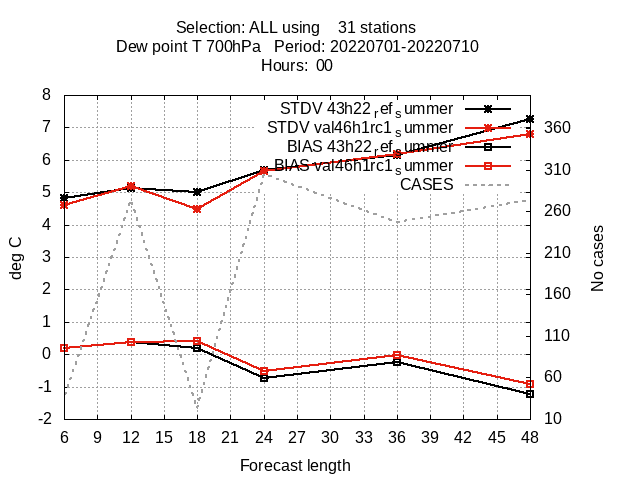 Selection: ALL using    31 stations
Dew point T 700hPa   Period: 20220701-20220710
Hours:  00
STDV 43h22ref_summer
STDV val46h1rc1_summer
BIAS 43h22ref_summer
BIAS val46h1rc1_summer
CASES
8
7
6
5
4
3
2
1
0
-1
-2
deg C
360
310
260
210
160
110
60
10
No cases
6 9 12 15 18 21 24 27 30 33 36 39 42 45 48
Forecast length